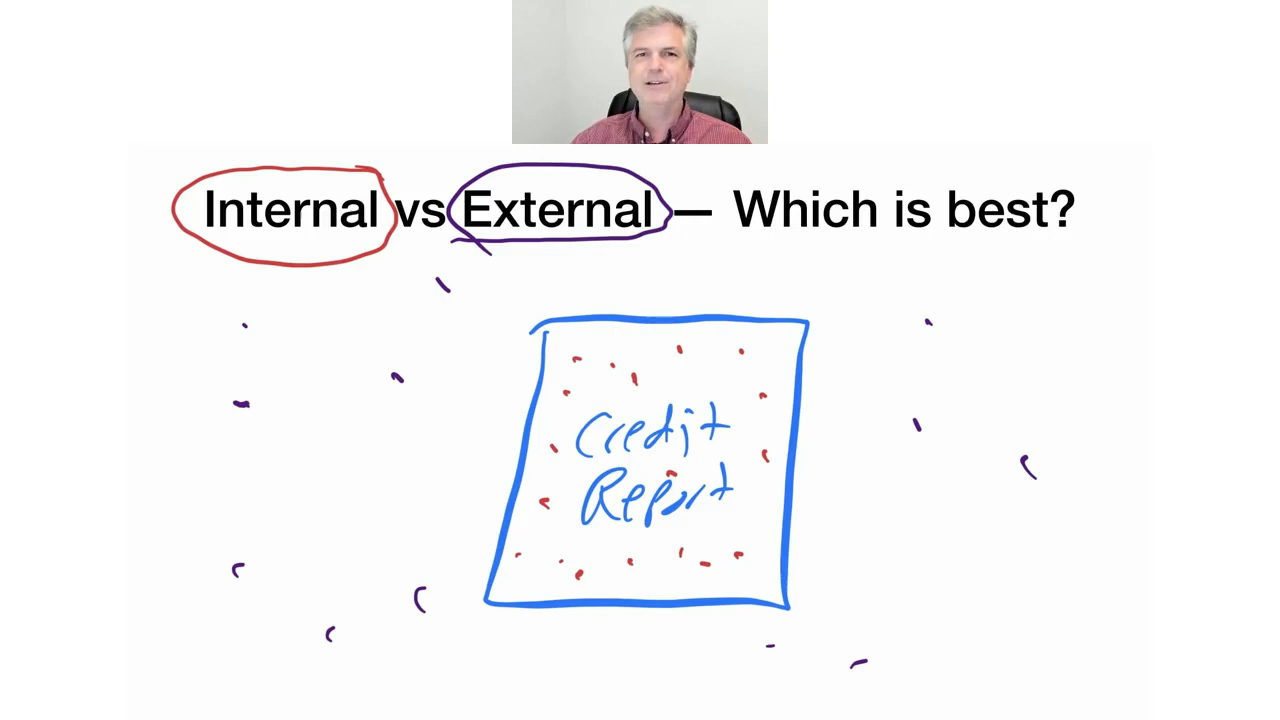 Internal vs External — Which is best?
Credit
Report